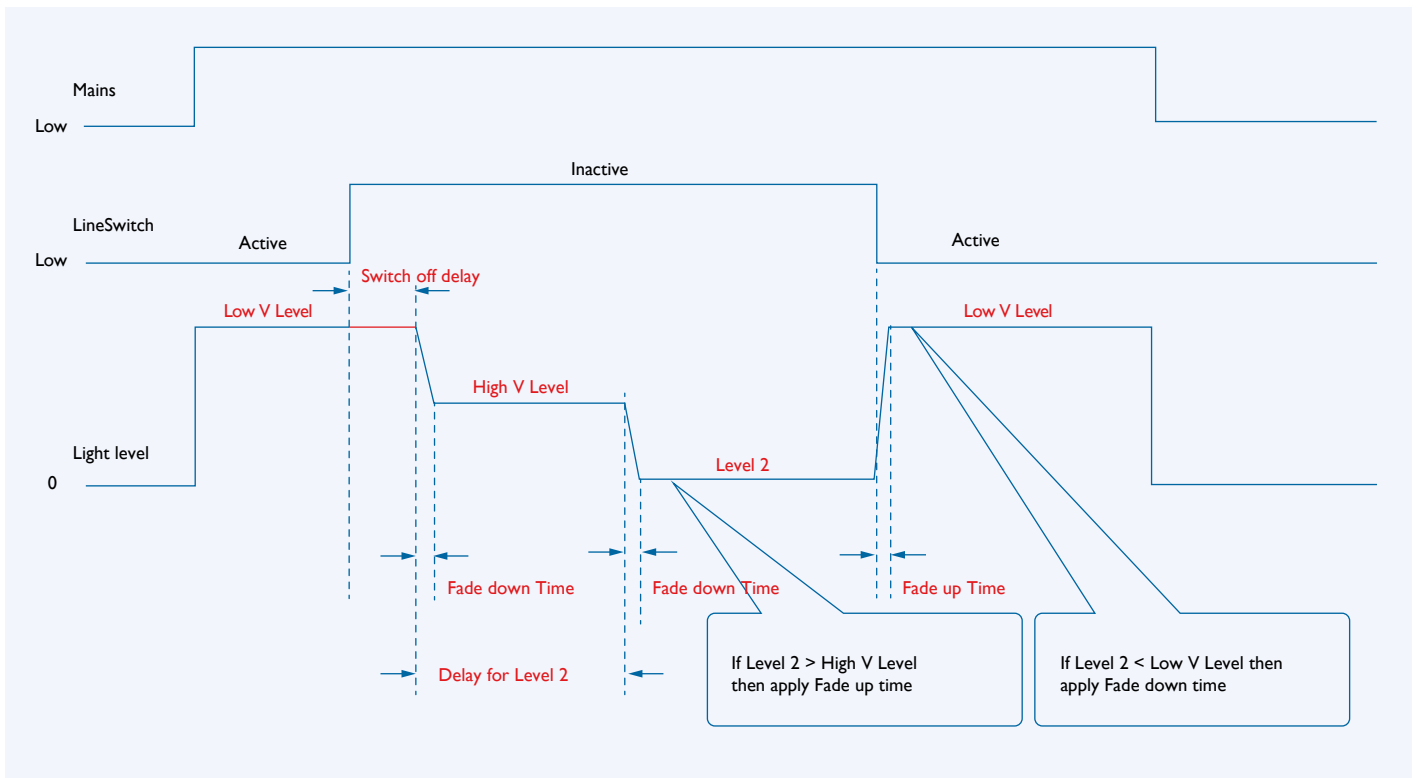 Mains
Low
Inactive
LineSwitch
Active
Active
Low
Switch off delay
Low V Level
Low V Level
High V Level
Light level
Level 2
0
Fade down Time
Fade down Time
Fade up Time
If Level 2 > High V Level
then apply Fade up time
If Level 2 < Low V Level then
apply Fade down time
Delay for Level 2